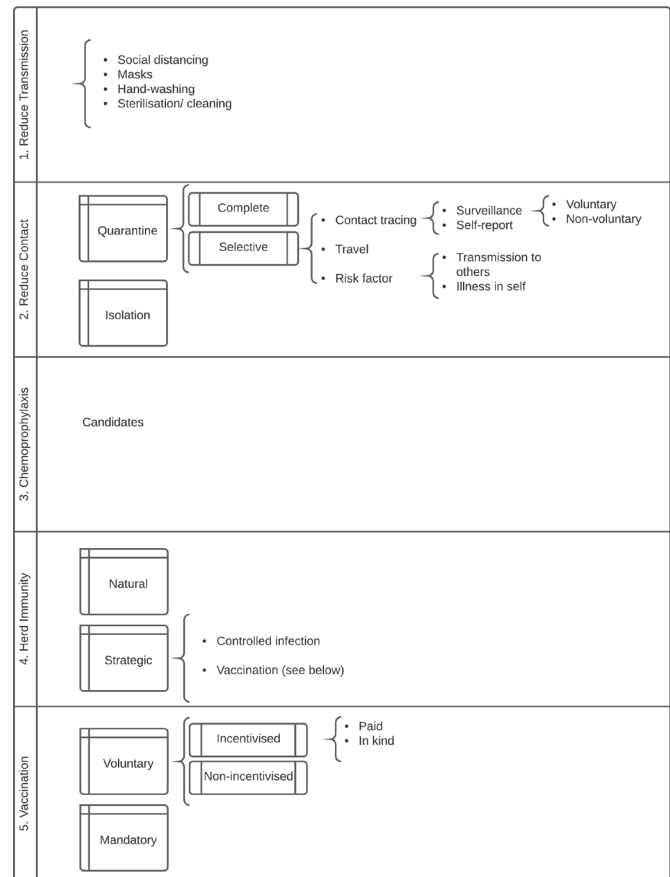 1. Reduce Transmission
• Social distancing
• Masks
• Hand-washing
• Sterilisation/ cleaning
2. Reduce Contact
Quarantine
Complete
Selective
• Contact tracing
• Travel
• Risk factor
• Surveillance
• Self-report
• Voluntary
• Non-voluntary
• Transmission to
others
• Illness in self
Isolation
3. Chemoprophylaxis
Candidates
4. Herd Immunity
Natural
Strategic
• Controlled infection
• Vaccination (see below)
5. Vaccination
Voluntary
Incentivised
Non-incentivised
• Paid
• In kind
Mandatory